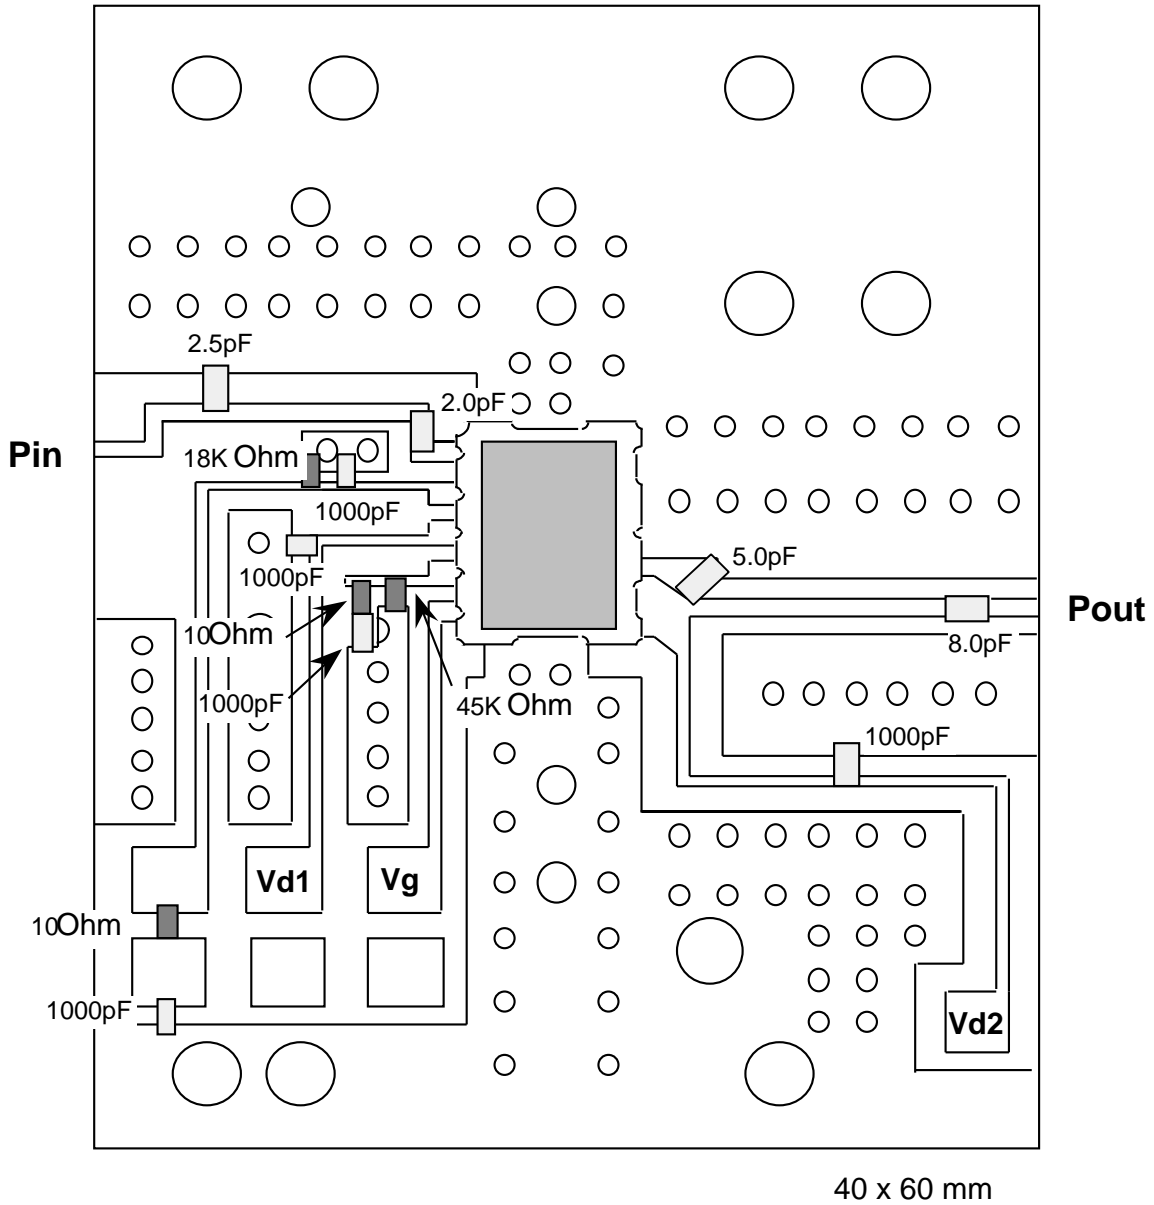 2.5pF
2.0pF
Pin
18K Ohm
1000pF
1000pF
5.0pF
Pout
10Ohm
8.0pF
1000pF
45K Ohm
1000pF
Vd1
Vg
10Ohm
1000pF
Vd2
40 x 60 mm